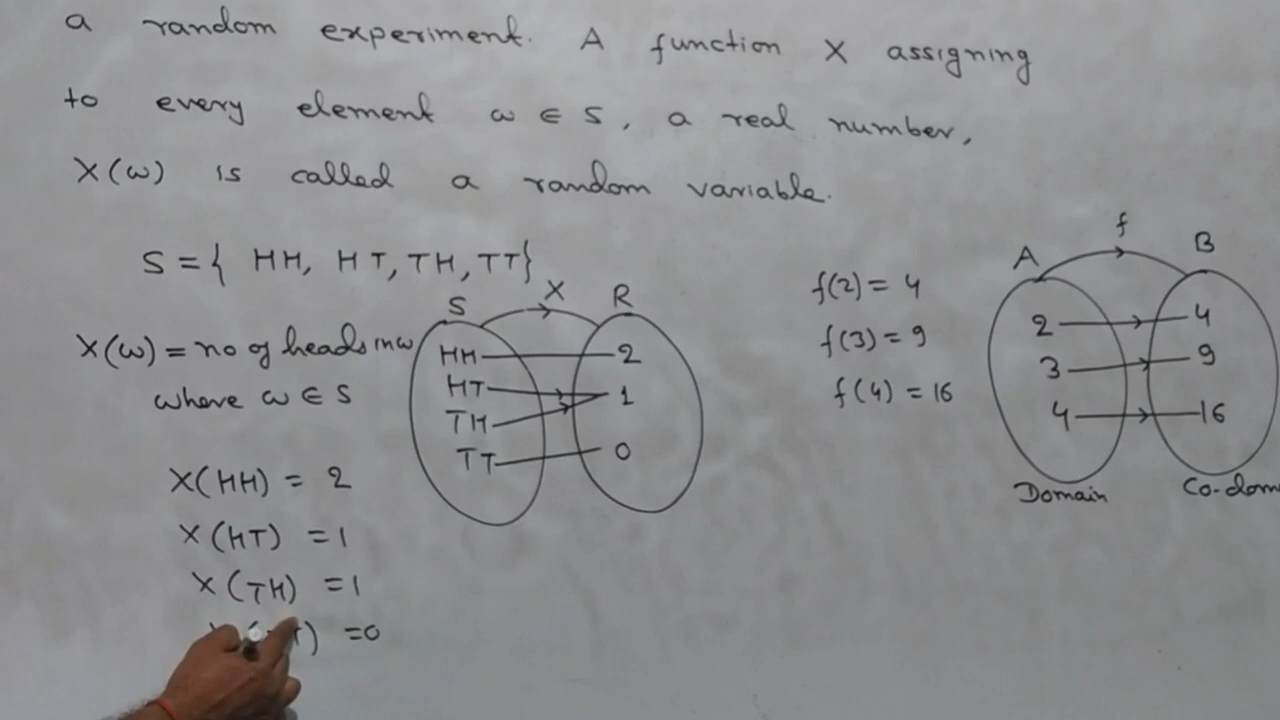 a random experiment. A function X assigning
to every element ω ∈ S, a real number,
X(ω) is called a random variable.
S = { HH, HT, TH, TT}
X(ω) = no of heads in ω
where ω ∈ S
X(HH) = 2
X(HT) = 1
X(TH) = 1
=0
S X R
HH 2
HT 1
TH
TT 0
f(2) = 4
f(3) = 9
f(4) = 16
A f B
2 4
3 9
4 16
Domain Co-dom